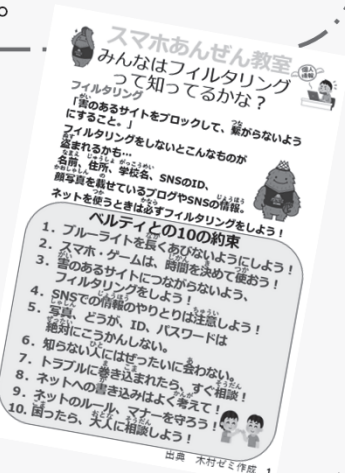 スマホあんぜん教室
みんなはフィルタリング
って知ってるかな？
個人
情報
フィルタリング
「害のあるサイトをブロックして、繋がらないよう
にすること。」
フィルタリングをしないとこんなものが
盗まれるかも…
名前、住所、学校名、SNSのID、
顔写真を載せているブログやSNSの情報。
ネットを使うときは必ずフィルタリングをしよう！
ベルティとの10の約束
1. ブルーライトを長くあびないようにしよう！
2. スマホ・ゲームは、時間を決めて使おう！
3. 害のあるサイトにつながらないよう、
フィルタリングをしよう！
4. SNSでの情報のやりとりは注意しよう！
5. 写真、どうが、ID、パスワードは
絶対にこうかんしない。
6. 知らない人にはぜったいに会わない。
7. トラブルに巻き込まれたら、すぐ相談！
8. ネットへの書き込みはよく考えて！
9. ネットのルール、マナーを守ろう！
10. 困ったら、大人に相談しよう！
出典 木村ゼミ作成 1